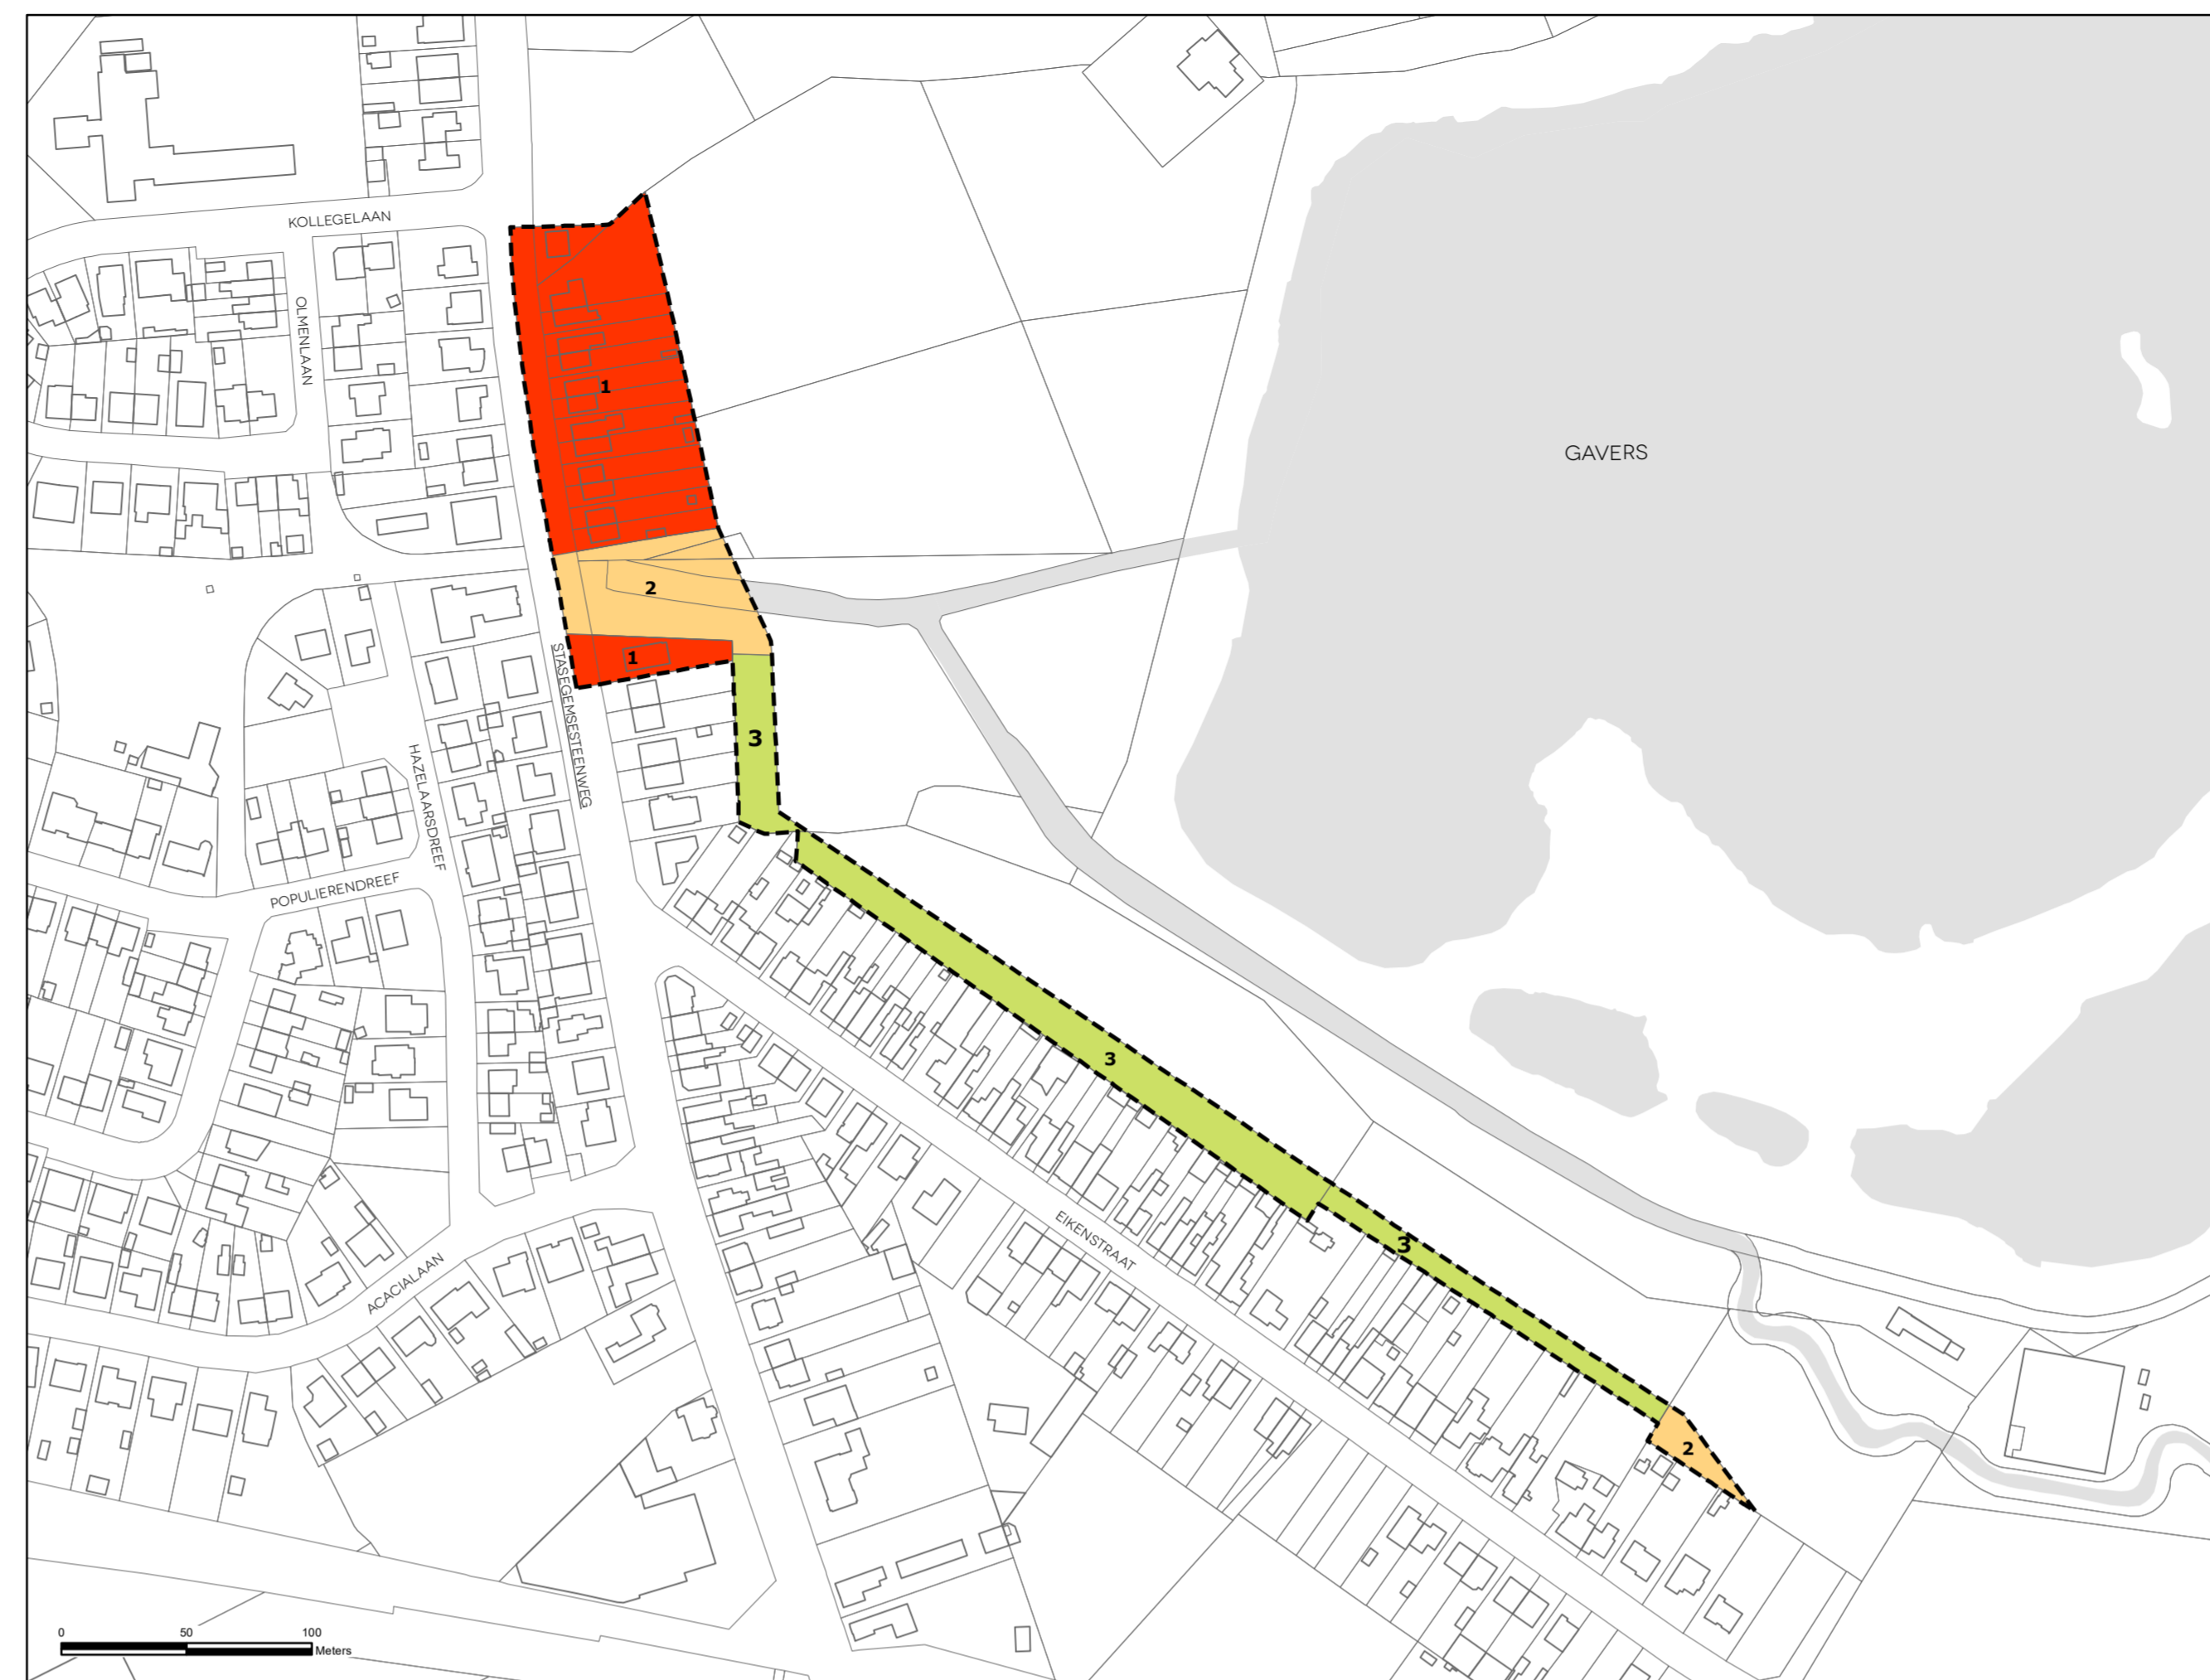 KOLLEGELAAN
OLMENLAAN
1
GAVERS
2
1
STASEGEMSESTEENWEG
3
HAZELAARSDREEF
POPULIERENDREEF
3
EIKENSTRAAT
3
ACACIALAAN
2
0 50 100
Meters